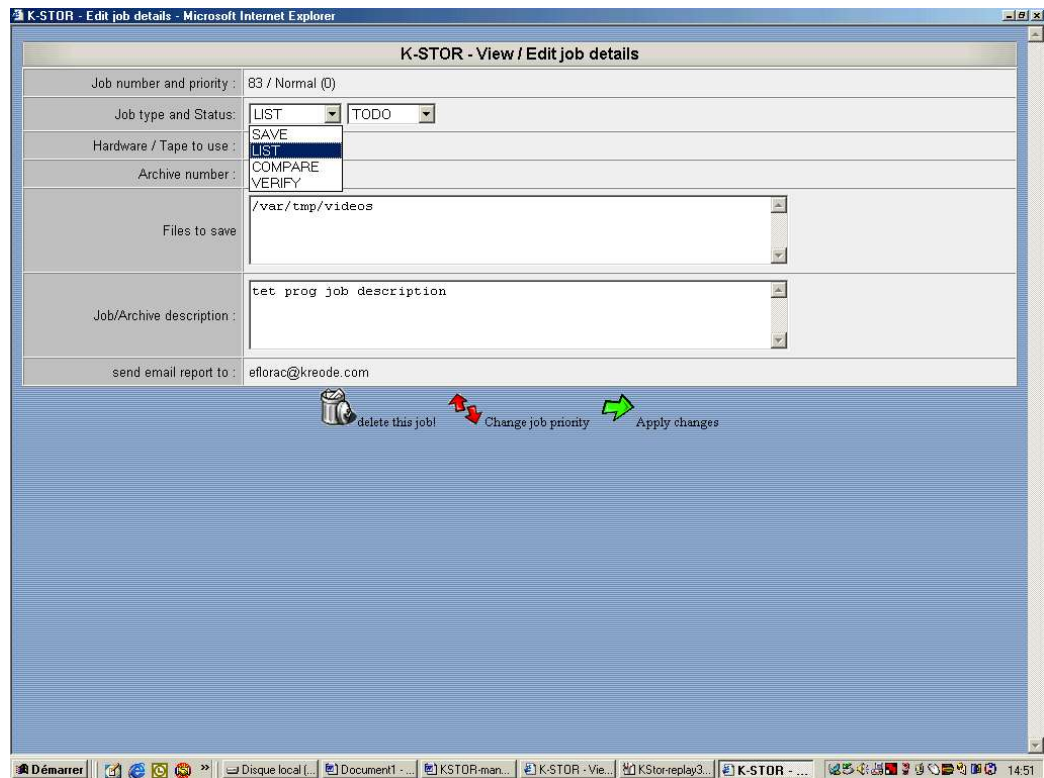 K-STOR - Edit job details - Microsoft Internet Explorer
K-STOR - View / Edit job details
Job number and priority : 83 / Normal (0)
Job type and Status: LIST TODO
SAVE
Hardware / Tape to use : LIST
COMPARE
Archive number :
VERIFY
/var/tmp/videos
Files to save
tet prog job description
Job/Archive description :
send email report to : eflorac@kreode.com
delete this job! Change job priority Apply changes
Démarrer » Disque local (... Document1 - ... KSTOR-man... K-STOR - Vie... KStor-replay3... K-STOR - ... 14:51